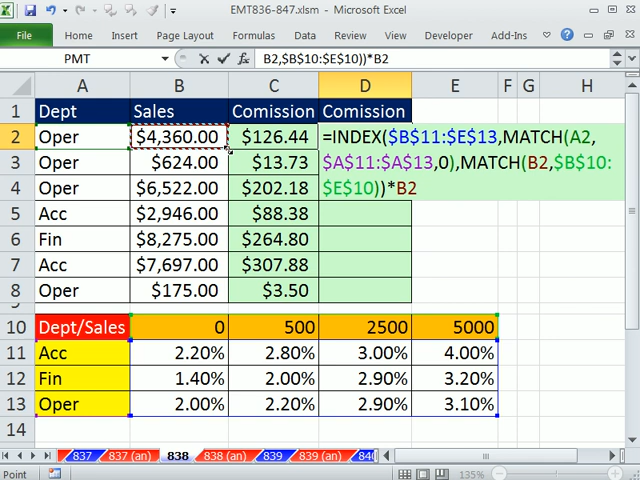 EMT836-847.xlsm - Microsoft Excel
File Home Insert Page Layout Formulas Data Review View Developer Add-Ins
PMT fx B2,$B$10:$E$10))*B2
A B C D E F G H
1 Dept Sales Comission Comission
2 Oper $4,360.00 $126.44 =INDEX($B$11:$E$13,MATCH(A2,
3 Oper $624.00 $13.73 $A$11:$A$13,0),MATCH(B2,$B$10:
4 Oper $6,522.00 $202.18 $E$10))*B2
5 Acc $2,946.00 $88.38
6 Fin $8,275.00 $264.80
7 Acc $7,697.00 $307.88
8 Oper $175.00 $3.50
9
10 Dept/Sales 0 500 2500 5000
11 Acc 2.20% 2.80% 3.00% 4.00%
12 Fin 1.40% 2.00% 2.90% 3.20%
13 Oper 2.00% 2.20% 2.90% 3.10%
14
837 837 (an) 838 838 (an) 839 839 (an) 840
Point 135%